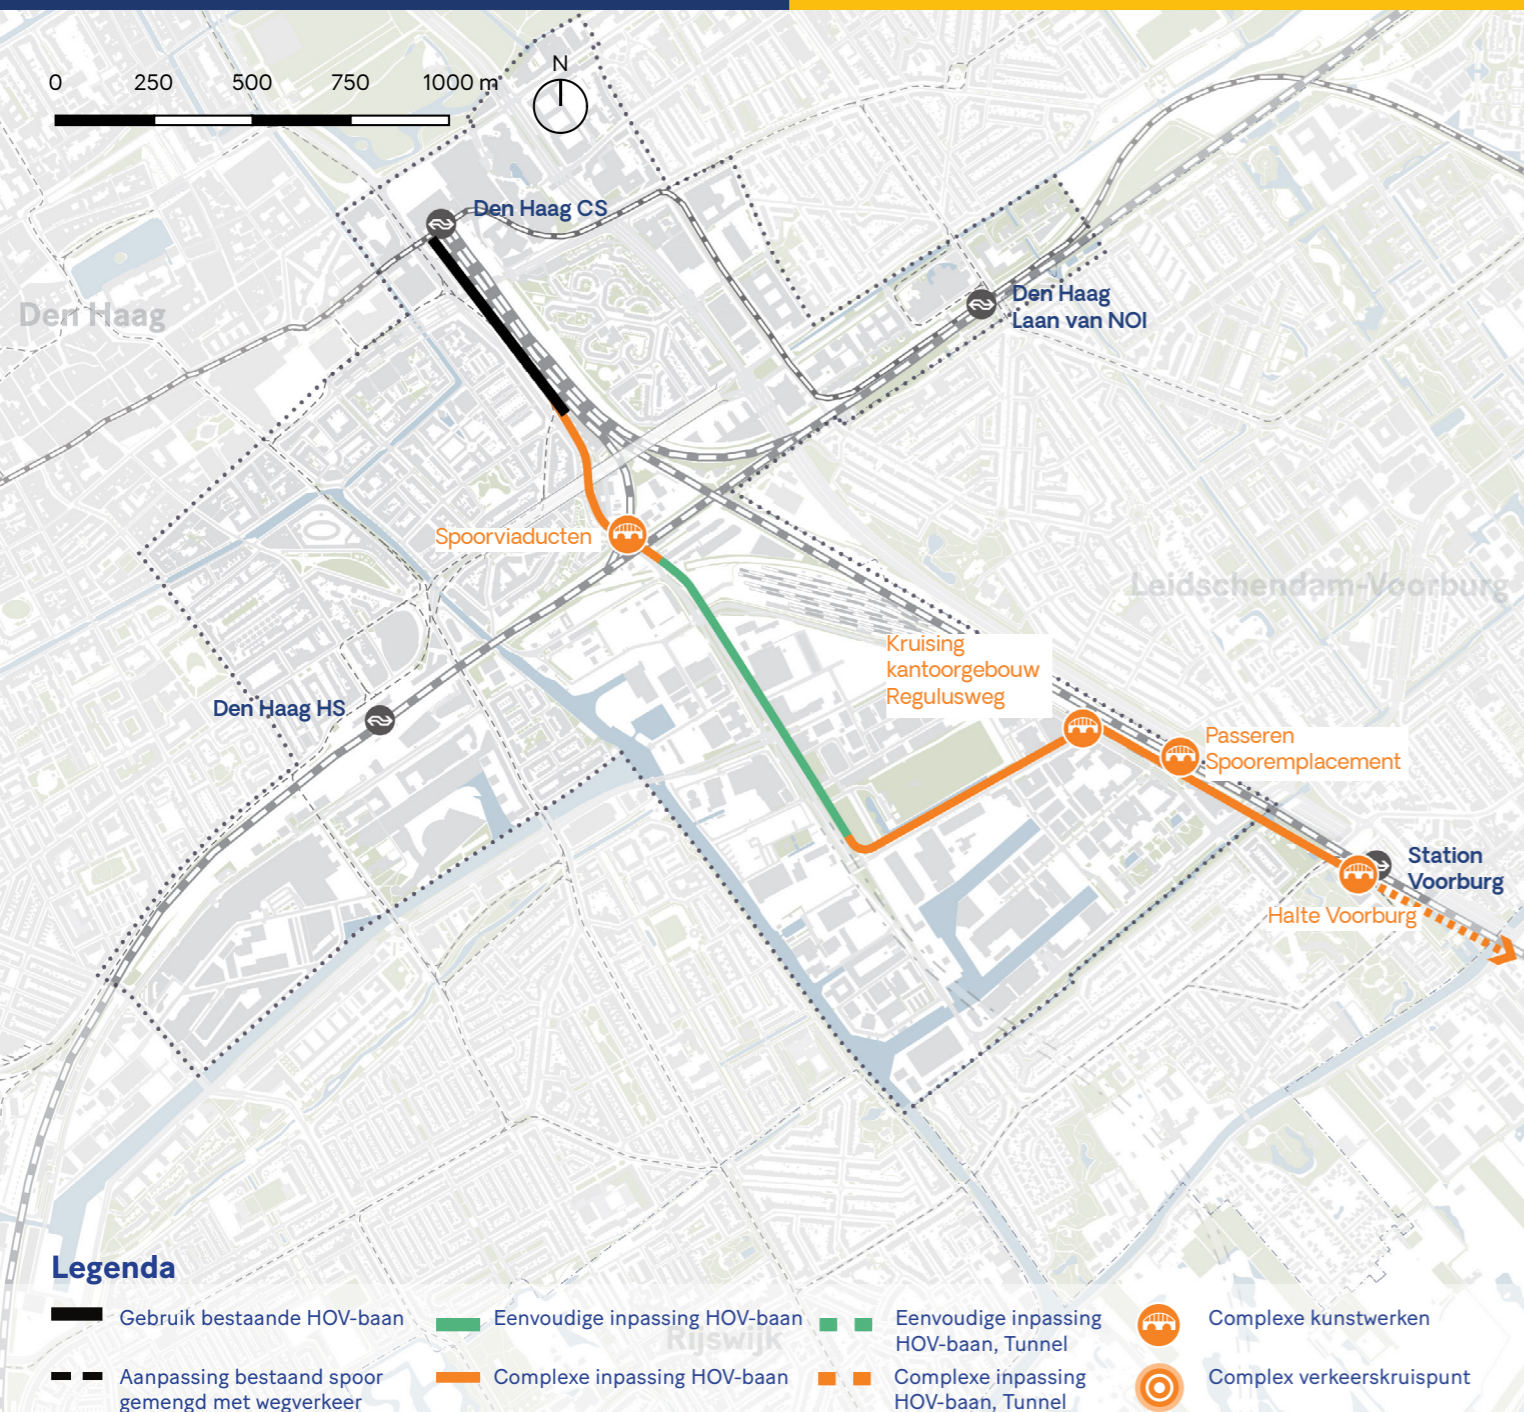 0 250 500 750 1000 m
N
Den Haag CS
Den Haag
Den Haag
Laan van NOI
Spoorviaducten
Leidschendam-Voorburg
Kruising
kantoorgebouw
Regulusweg
Den Haag HS
Passeren
Spooremplacement
Station
Voorburg
Halte Voorburg
Rijswijk
Legenda
Gebruik bestaande HOV-baan
Aanpassing bestaand spoor
gemengd met wegverkeer
Eenvoudige inpassing HOV-baan
Complexe inpassing HOV-baan
Eenvoudige inpassing
HOV-baan, Tunnel
Complexe inpassing
HOV-baan, Tunnel
Complexe kunstwerken
Complex verkeerskruispunt